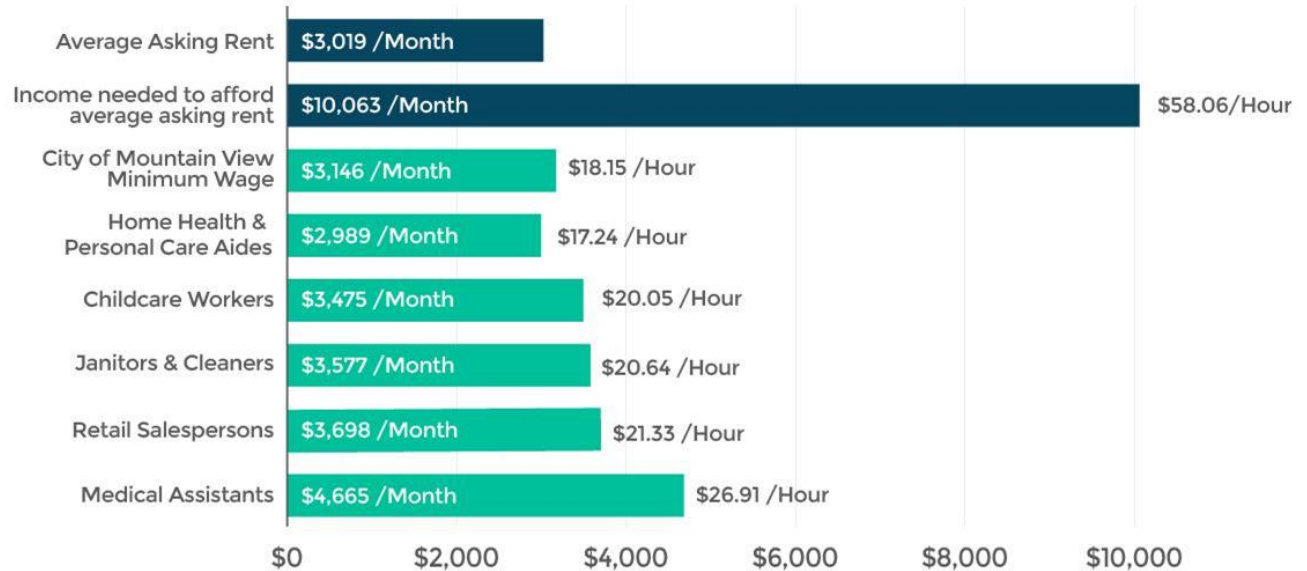 Average Asking Rent $3,019 /Month
Income needed to afford
average asking rent $10,063 /Month $58.06/Hour
City of Mountain View
Minimum Wage $3,146 /Month $18.15 /Hour
Home Health &
Personal Care Aides $2,989 /Month $17.24 /Hour
Childcare Workers $3,475 /Month $20.05 /Hour
Janitors & Cleaners $3,577 /Month $20.64 /Hour
Retail Salespersons $3,698 /Month $21.33 /Hour
Medical Assistants $4,665 /Month $26.91 /Hour
$0 $2,000 $4,000 $6,000 $8,000 $10,000